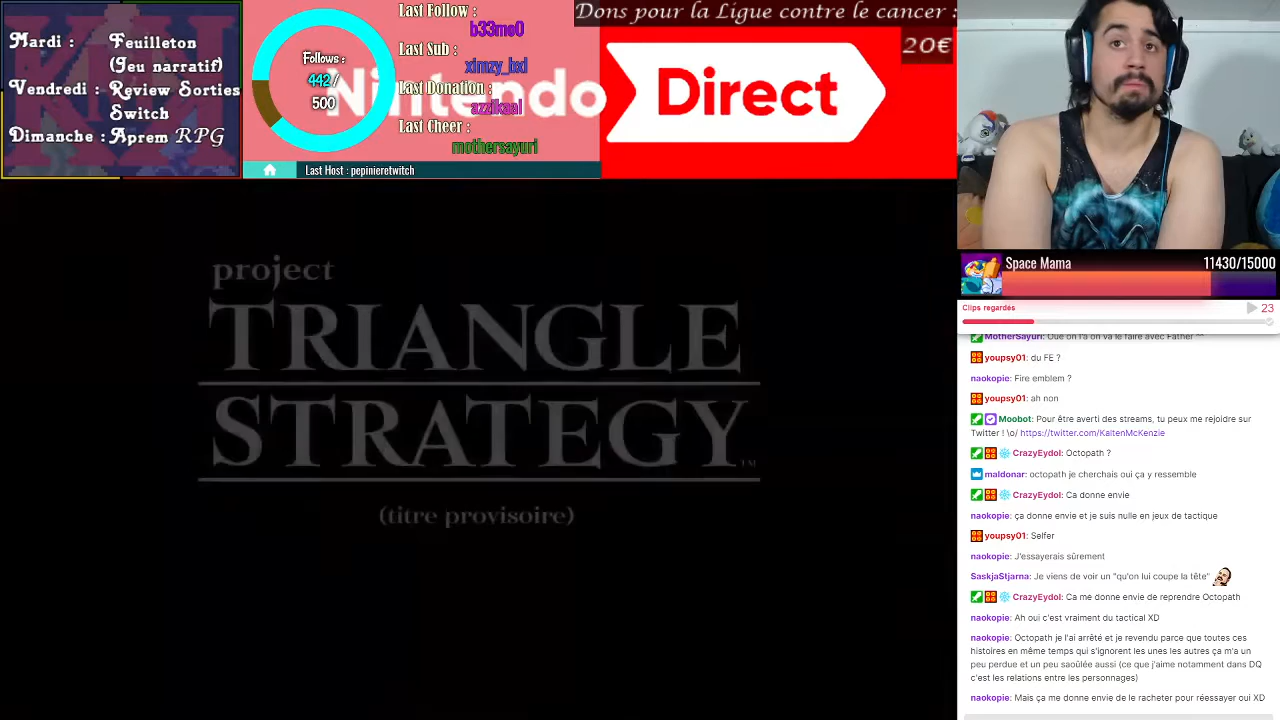 Mardi : Feuilleton
(Jeu narratif)
Vendredi : Review Sorties
Switch
Dimanche : Aprem RPG
Follows :
442 /
500
Last Follow :
b33mo0
Last Sub :
xlmzy_bxd
Last Donation :
azzikaal
Last Cheer :
mothersayuri
Last Host : pepinieretwitch
Nintendo
Direct
Dons pour la Ligue contre le cancer :
20€
project
TRIANGLE
STRATEGY™
(titre provisoire)
Space Mama 11430/15000
Clips regardés 23
MotherSayuri: Que on l'a on va le faire avec Father ^^
youpsy01: du FE ?
naokopie: Fire emblem ?
youpsy01: ah non
Moobot: Pour être averti des streams, tu peux me rejoindre sur
Twitter ! \o/ https://twitter.com/KaltenMcKenzie
CrazyEydol: Octopath ?
maldonar: octopath je cherchais oui ça y ressemble
CrazyEydol: Ca donne envie
naokopie: ça donne envie et je suis nulle en jeux de tactique
youpsy01: Selfer
naokopie: J'essayerais sûrement
SaskjaStjarna: Je viens de voir un "qu'on lui coupe la tête"
CrazyEydol: Ca me donne envie de reprendre Octopath
naokopie: Ah oui c'est vraiment du tactical XD
naokopie: Octopath je l'ai arrêté et je revendu parce que toutes ces
histoires en même temps qui s'ignorent les unes les autres ça m'a un
peu perdue et un peu saoûlée aussi (ce que j'aime notamment dans DQ
c'est les relations entre les personnages)
naokopie: Mais ça me donne envie de le racheter pour réessayer oui XD